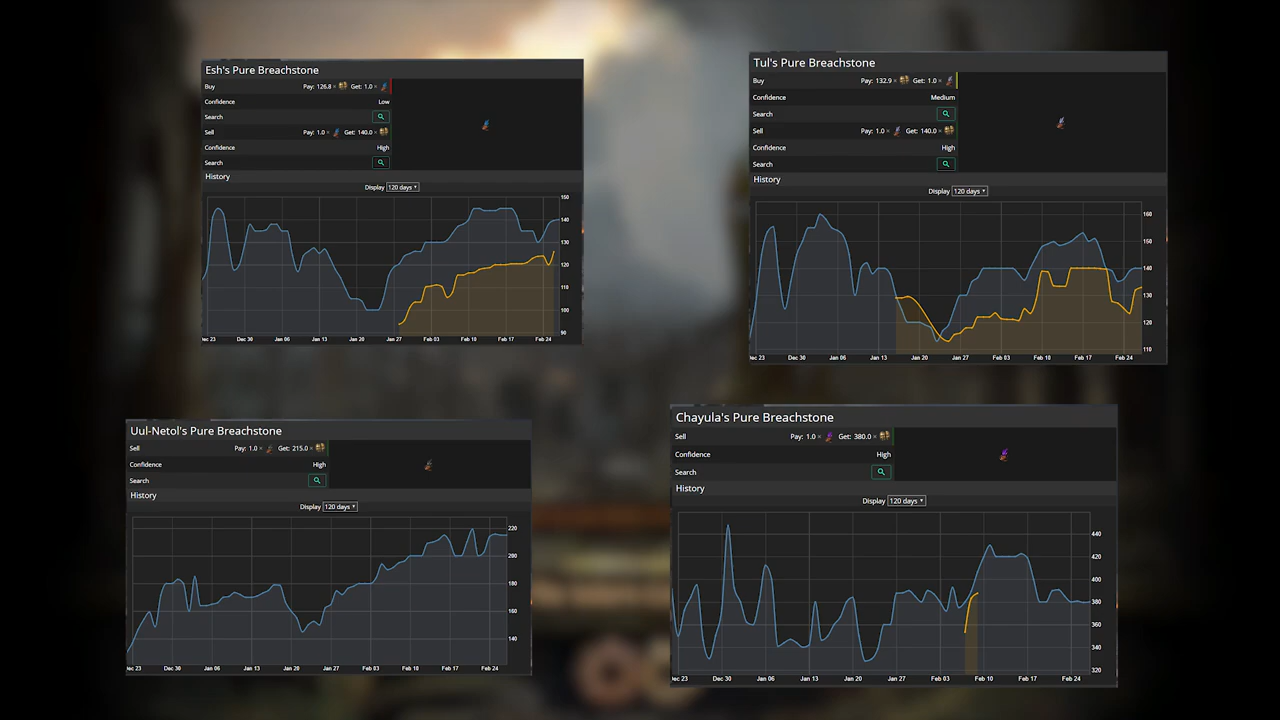 Esh's Pure Breachstone
Buy Pay: 126.8 × Get: 1.0 ×
Confidence Low
Search
Sell Pay: 1.0 × Get: 140.0 ×
Confidence High
Search
History
Display 120 days
150
140
130
120
110
100
90
Dec 23 Dec 30 Jan 06 Jan 13 Jan 20 Jan 27 Feb 03 Feb 10 Feb 17 Feb 24
Tul's Pure Breachstone
Buy Pay: 132.9 × Get: 1.0 ×
Confidence Medium
Search
Sell Pay: 1.0 × Get: 140.0 ×
Confidence High
Search
History
Display 120 days
160
150
140
130
120
110
Dec 23 Dec 30 Jan 06 Jan 13 Jan 20 Jan 27 Feb 03 Feb 10 Feb 17 Feb 24
Uul-Netol's Pure Breachstone
Sell Pay: 1.0 × Get: 215.0 ×
Confidence High
Search
History
Display 120 days
220
200
180
160
140
Dec 23 Dec 30 Jan 06 Jan 13 Jan 20 Jan 27 Feb 03 Feb 10 Feb 17 Feb 24
Chayula's Pure Breachstone
Sell Pay: 1.0 × Get: 380.0 ×
Confidence High
Search
History
Display 120 days
440
420
400
380
360
340
320
Dec 23 Dec 30 Jan 06 Jan 13 Jan 20 Jan 27 Feb 03 Feb 10 Feb 17 Feb 24